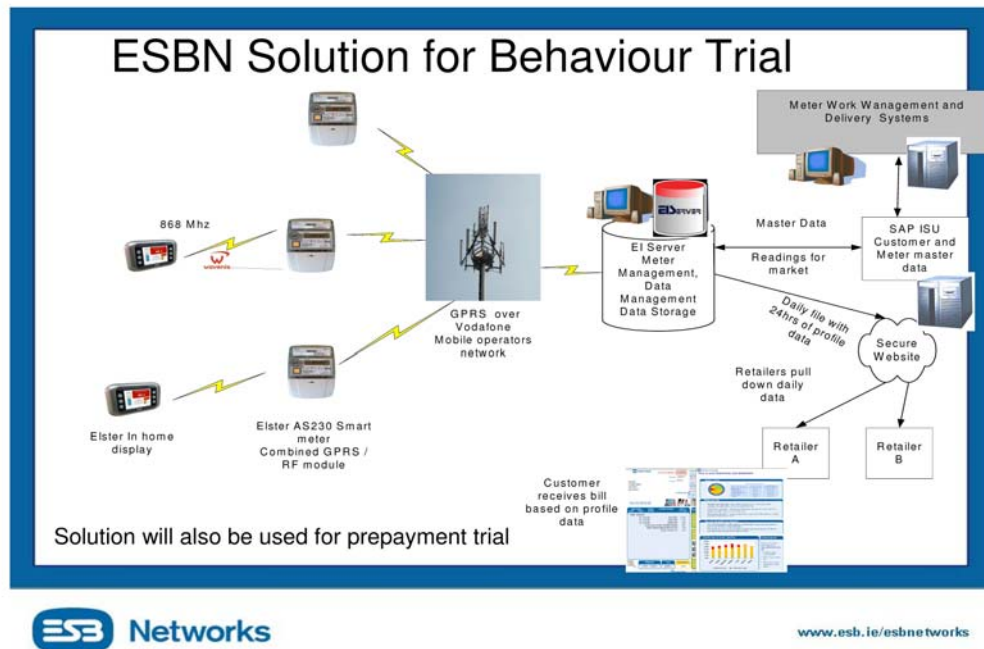 ESBN Solution for Behaviour Trial
Meter Work Wanagement and
Delivery Systems
868 Mhz
wavenis
EIServer
EI Server
Meter
Management,
Data
Management
Data Storage
Master Data
Readings for
market
SAP ISU
Customer and
Meter master
data
GPRS over
Vodafone
Mobile operators
network
Daily file with
24hrs of profile
data
Secure
Website
Retailers pull
down daily
data
Elster In home
display
Elster AS230 Smart
meter
Combined GPRS /
RF module
Retailer
A
Retailer
B
Customer
receives bill
based on profile
data
Solution will also be used for prepayment trial
ESB Networks
www.esb.ie/esbnetworks